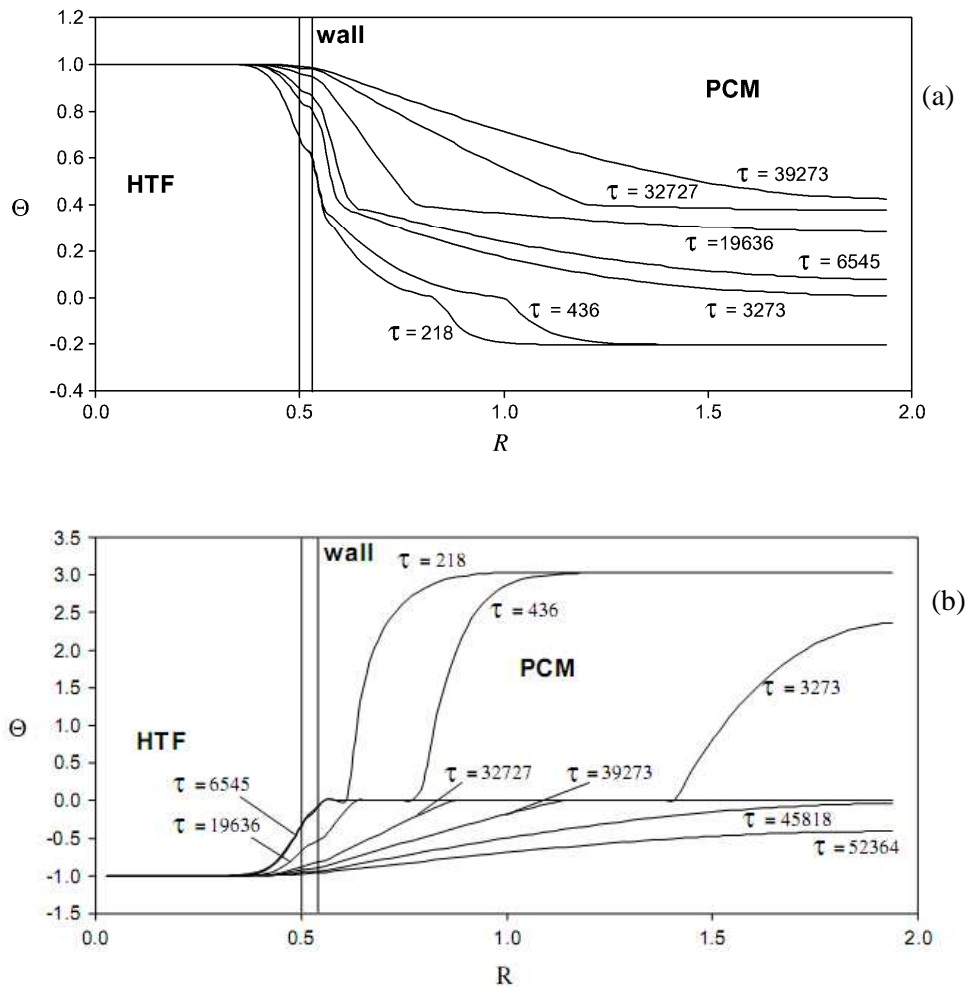 1.2
wall
Θ
1.0
PCM
(a)
0.8
0.6
HTF
τ = 39273
τ = 32727
0.4
τ =19636
0.2
τ = 6545
0.0
τ = 436
τ = 3273
τ = 218
-0.2
-0.4
0.0 0.5 1.0 1.5 2.0
R
3.5
wall
τ = 218
3.0
(b)
2.5
τ = 436
2.0
PCM
1.5
τ = 3273
Θ
1.0
HTF
0.5
τ = 6545
τ = 32727
τ = 39273
0.0
τ = 19636
τ = 45818
-0.5
τ = 52364
-1.0
-1.5
0.0 0.5 1.0 1.5 2.0
R